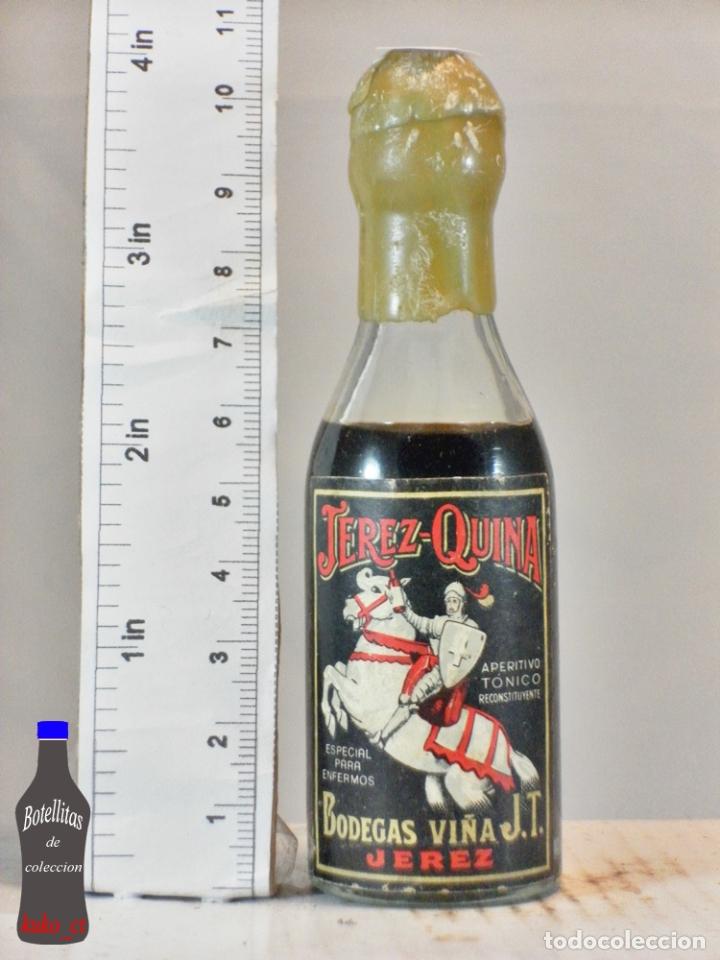 4 in
3 in
2 in
1 in
11
10
9
8
7
6
5
4
3
2
1
JEREZ-QUINA
APERITIVO
TÓNICO
RECONSTITUYENTE
ESPECIAL
PARA
ENFERMOS
BODEGAS VIÑA J.T.
JEREZ
Botellitas
de
coleccion
kuko_ct
todocoleccion